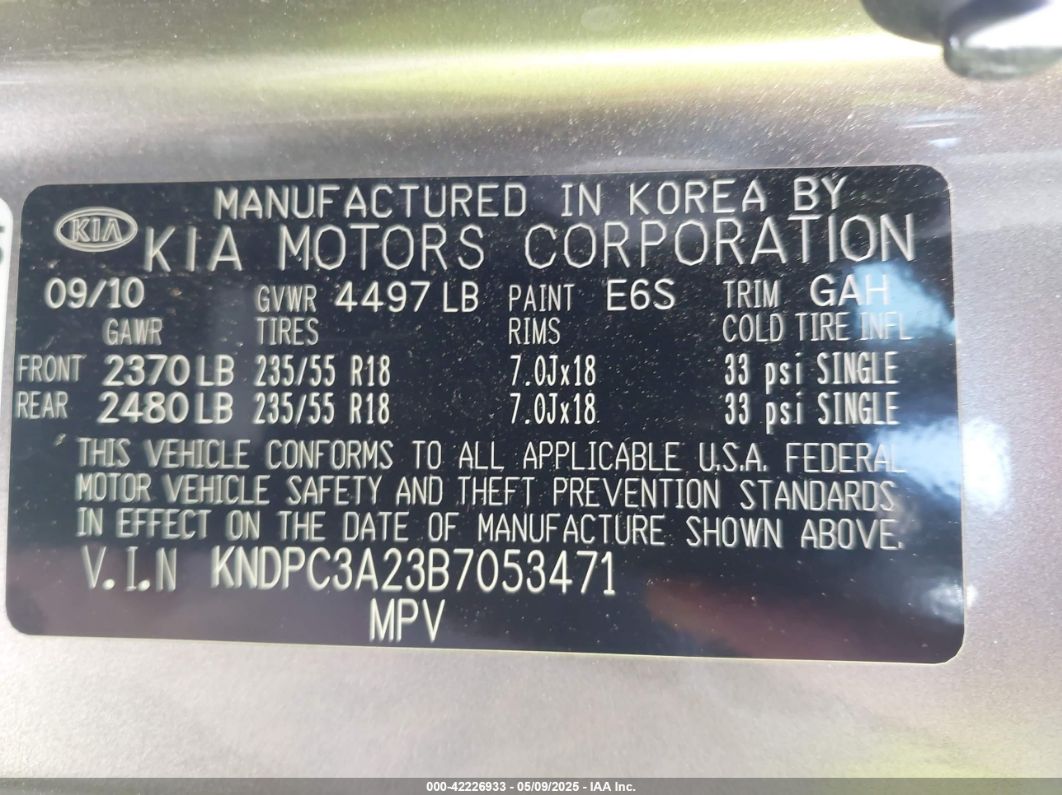 MANUFACTURED IN KOREA BY
KIA KIA MOTORS CORPORATION
09/10 GVWR 4497 LB PAINT E6S TRIM GAH
GAWR TIRES RIMS COLD TIRE INFL
FRONT 2370 LB 235/55 R18 7.0Jx18 33 psi SINGLE
REAR 2480 LB 235/55 R18 7.0Jx18 33 psi SINGLE
THIS VEHICLE CONFORMS TO ALL APPLICABLE U.S.A. FEDERAL
MOTOR VEHICLE SAFETY AND THEFT PREVENTION STANDARDS
IN EFFECT ON THE DATE OF MANUFACTURE SHOWN ABOVE.
V.I.N KNDPC3A23B7053471
MPV
000-42226933 - 05/09/2025 - IAA Inc.